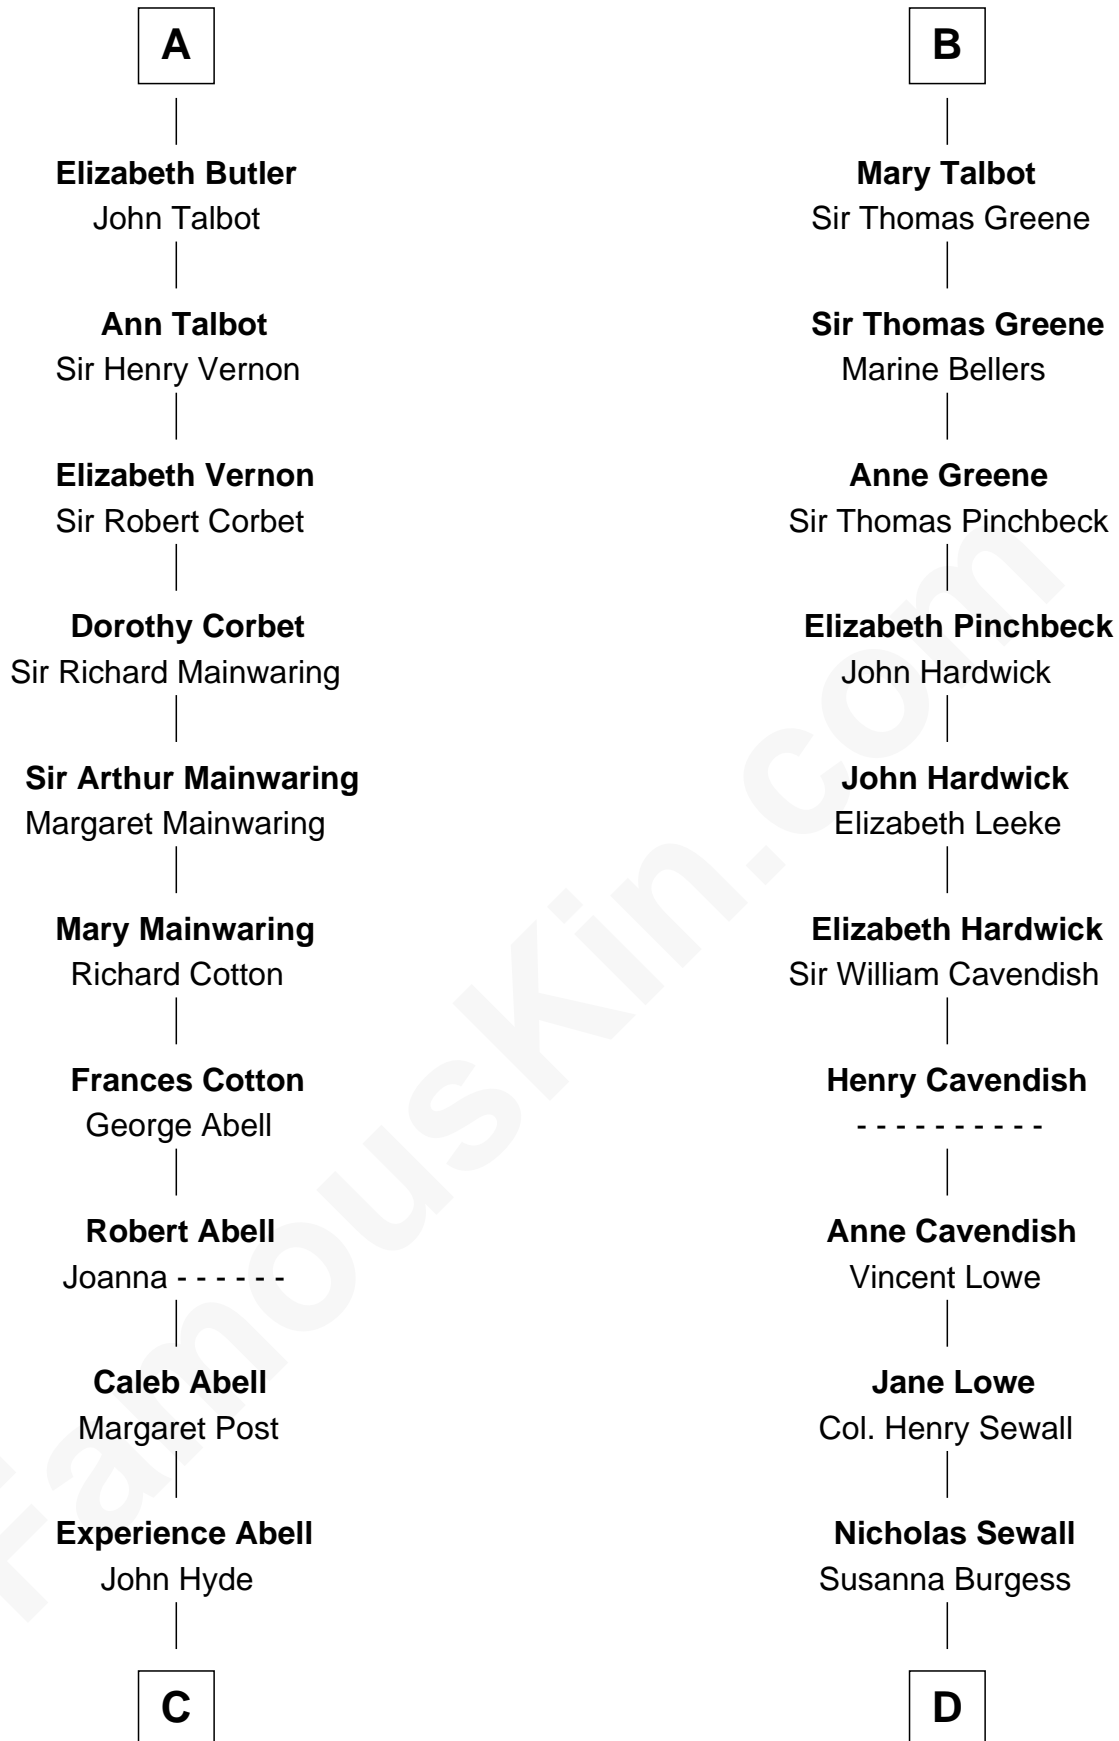 A
Elizabeth Butler
John Talbot
Ann Talbot
Sir Henry Vernon
Elizabeth Vernon
Sir Robert Corbet
Dorothy Corbet
Sir Richard Mainwaring
Sir Arthur Mainwaring
Margaret Mainwaring
Mary Mainwaring
Richard Cotton
Frances Cotton
George Abell
Robert Abell
Joanna - - - - - -
Caleb Abell
Margaret Post
Experience Abell
John Hyde
C
B
Mary Talbot
Sir Thomas Greene
Sir Thomas Greene
Marine Bellers
Anne Greene
Sir Thomas Pinchbeck
Elizabeth Pinchbeck
John Hardwick
John Hardwick
Elizabeth Leeke
Elizabeth Hardwick
Sir William Cavendish
Henry Cavendish
- - - - - - - - - -
Anne Cavendish
Vincent Lowe
Jane Lowe
Col. Henry Sewall
Nicholas Sewall
Susanna Burgess
D
FamousKin.com